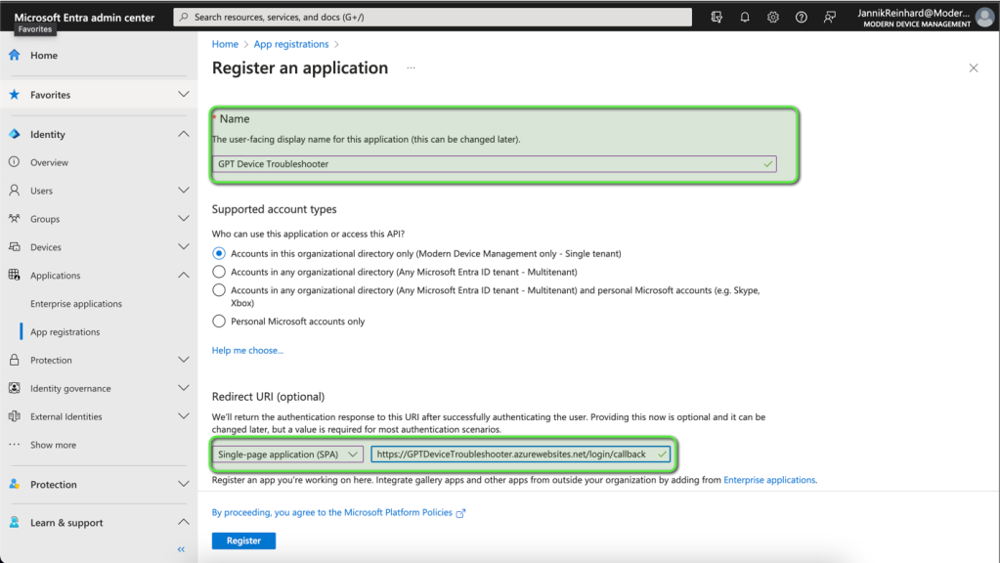 Microsoft Entra admin center
Search resources, services, and docs (G+/)
JannikReinhard@Moder...
MODERN DEVICE MANAGEMENT
Favorites
Home
Favorites
Identity
Overview
Users
Groups
Devices
Applications
Enterprise applications
App registrations
Protection
Identity governance
External Identities
Show more
Protection
Learn & support
Home > App registrations >
Register an application ...
* Name
The user-facing display name for this application (this can be changed later).
GPT Device Troubleshooter
Supported account types
Who can use this application or access this API?
Accounts in this organizational directory only (Modern Device Management only - Single tenant)
Accounts in any organizational directory (Any Microsoft Entra ID tenant - Multitenant)
Accounts in any organizational directory (Any Microsoft Entra ID tenant - Multitenant) and personal Microsoft accounts (e.g. Skype,
Xbox)
Personal Microsoft accounts only
Help me choose...
Redirect URI (optional)
We'll return the authentication response to this URI after successfully authenticating the user. Providing this now is optional and it can be
changed later, but a value is required for most authentication scenarios.
Single-page application (SPA)
https://GPTDeviceTroubleshooter.azurewebsites.net/login/callback
Register an app you're working on here. Integrate gallery apps and other apps from outside your organization by adding from Enterprise applications.
By proceeding, you agree to the Microsoft Platform Policies
Register